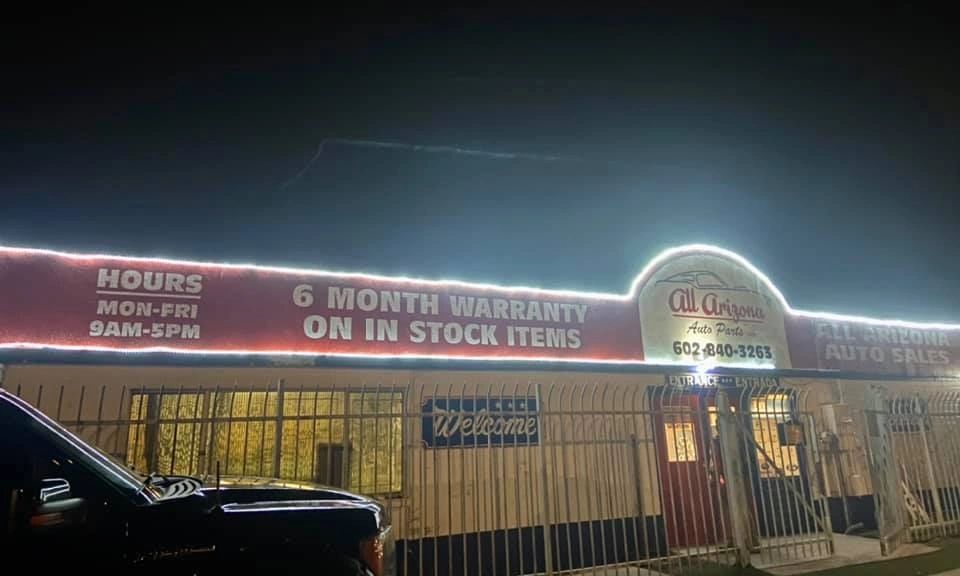 HOURS
MON-FRI
9AM-5PM
6 MONTH WARRANTY
ON IN STOCK ITEMS
All Arizona
Auto Parts
602-840-3263
ALL ARIZONA
AUTO SALES
ENTRANCE *** ENTRADA
Welcome